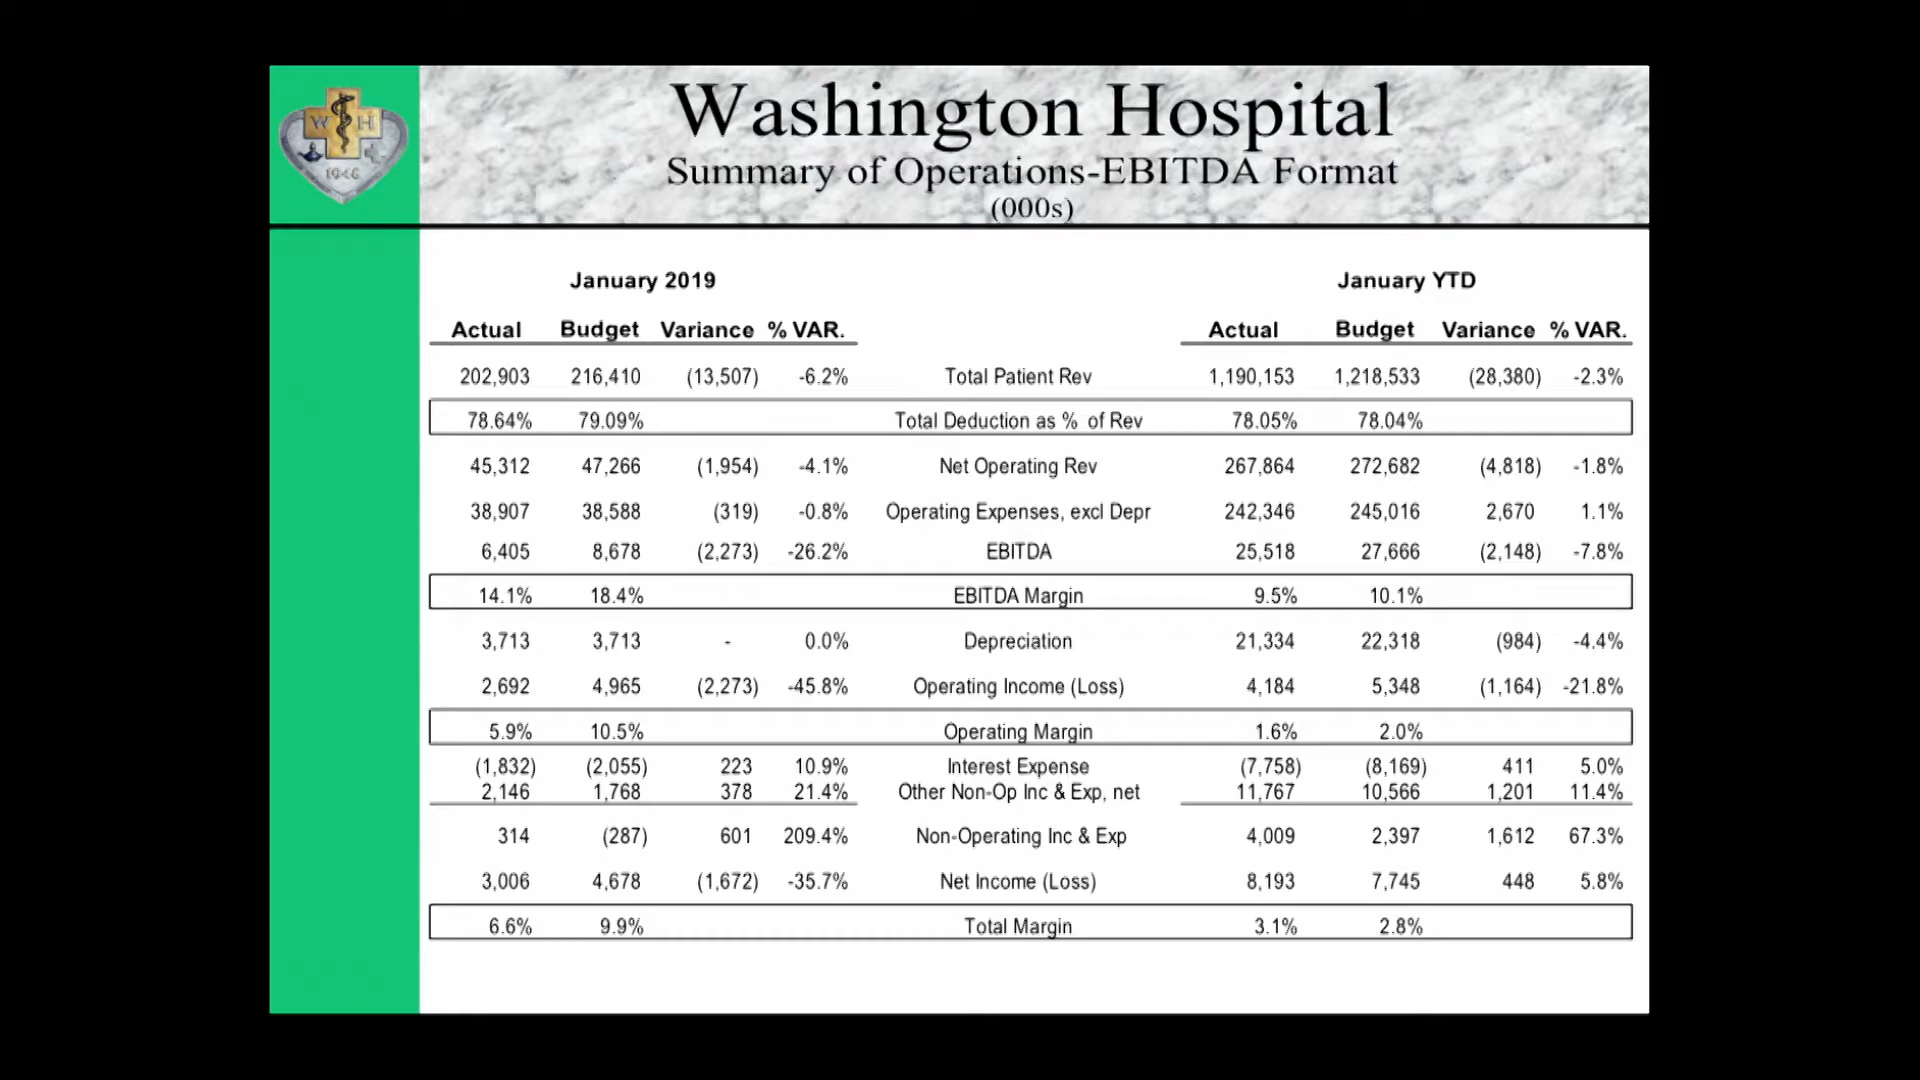 W H
1948
Washington Hospital
Summary of Operations-EBITDA Format
(000s)
January 2019 January YTD
Actual Budget Variance % VAR. Actual Budget Variance % VAR.
202,903 216,410 (13,507) -6.2% Total Patient Rev 1,190,153 1,218,533 (28,380) -2.3%
78.64% 79.09% Total Deduction as % of Rev 78.05% 78.04%
45,312 47,266 (1,954) -4.1% Net Operating Rev 267,864 272,682 (4,818) -1.8%
38,907 38,588 (319) -0.8% Operating Expenses, excl Depr 242,346 245,016 2,670 1.1%
6,405 8,678 (2,273) -26.2% EBITDA 25,518 27,666 (2,148) -7.8%
14.1% 18.4% EBITDA Margin 9.5% 10.1%
3,713 3,713 - 0.0% Depreciation 21,334 22,318 (984) -4.4%
2,692 4,965 (2,273) -45.8% Operating Income (Loss) 4,184 5,348 (1,164) -21.8%
5.9% 10.5% Operating Margin 1.6% 2.0%
(1,832) (2,055) 223 10.9% Interest Expense (7,758) (8,169) 411 5.0%
2,146 1,768 378 21.4% Other Non-Op Inc & Exp, net 11,767 10,566 1,201 11.4%
314 (287) 601 209.4% Non-Operating Inc & Exp 4,009 2,397 1,612 67.3%
3,006 4,678 (1,672) -35.7% Net Income (Loss) 8,193 7,745 448 5.8%
6.6% 9.9% Total Margin 3.1% 2.8%